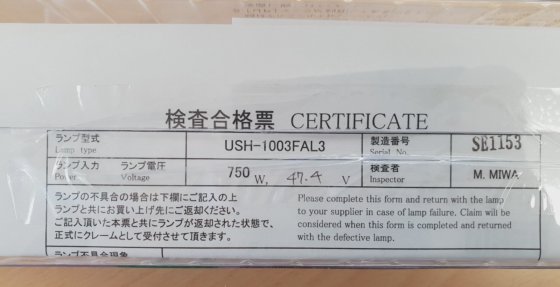 検査合格票 CERTIFICATE
ランプ型式 USH-1003FAL3 製造番号 SE1153
Lamp type Serial No.
ランプ入力 ランプ電圧 750 W, 47.4 V 検査者 M. MIWA
Power Voltage Inspector
ランプの不具合の場合は下欄にご記入の上
ランプと共にお買い上げ先にご返却ください。
ご記入頂いた本票と共にランプが返却された状態で、
正式にクレームとして受付させて頂きます。
Please complete this form and return with the lamp
to your supplier in case of lamp failure. Claim will be
considered when this form is completed and returned
with the defective lamp.
ランプ不具合現象